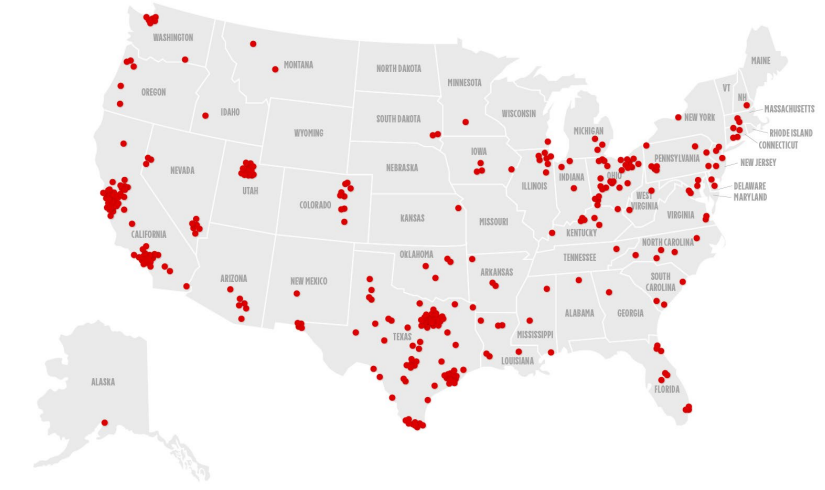 WASHINGTON
MONTANA
NORTH DAKOTA
MINNESOTA
MAINE
VT
NH
OREGON
IDAHO
SOUTH DAKOTA
WISCONSIN
MICHIGAN
NEW YORK
MASSACHUSETTS
RHODE ISLAND
CONNECTICUT
WYOMING
IOWA
NEBRASKA
PENNSYLVANIA
NEW JERSEY
NEVADA
UTAH
ILLINOIS
INDIANA
OHIO
DELAWARE
MARYLAND
COLORADO
KANSAS
MISSOURI
WEST
VIRGINIA
VIRGINIA
CALIFORNIA
KENTUCKY
NORTH CAROLINA
OKLAHOMA
TENNESSEE
ARIZONA
NEW MEXICO
ARKANSAS
SOUTH
CAROLINA
ALABAMA
GEORGIA
MISSISSIPPI
TEXAS
LOUISIANA
ALASKA
FLORIDA